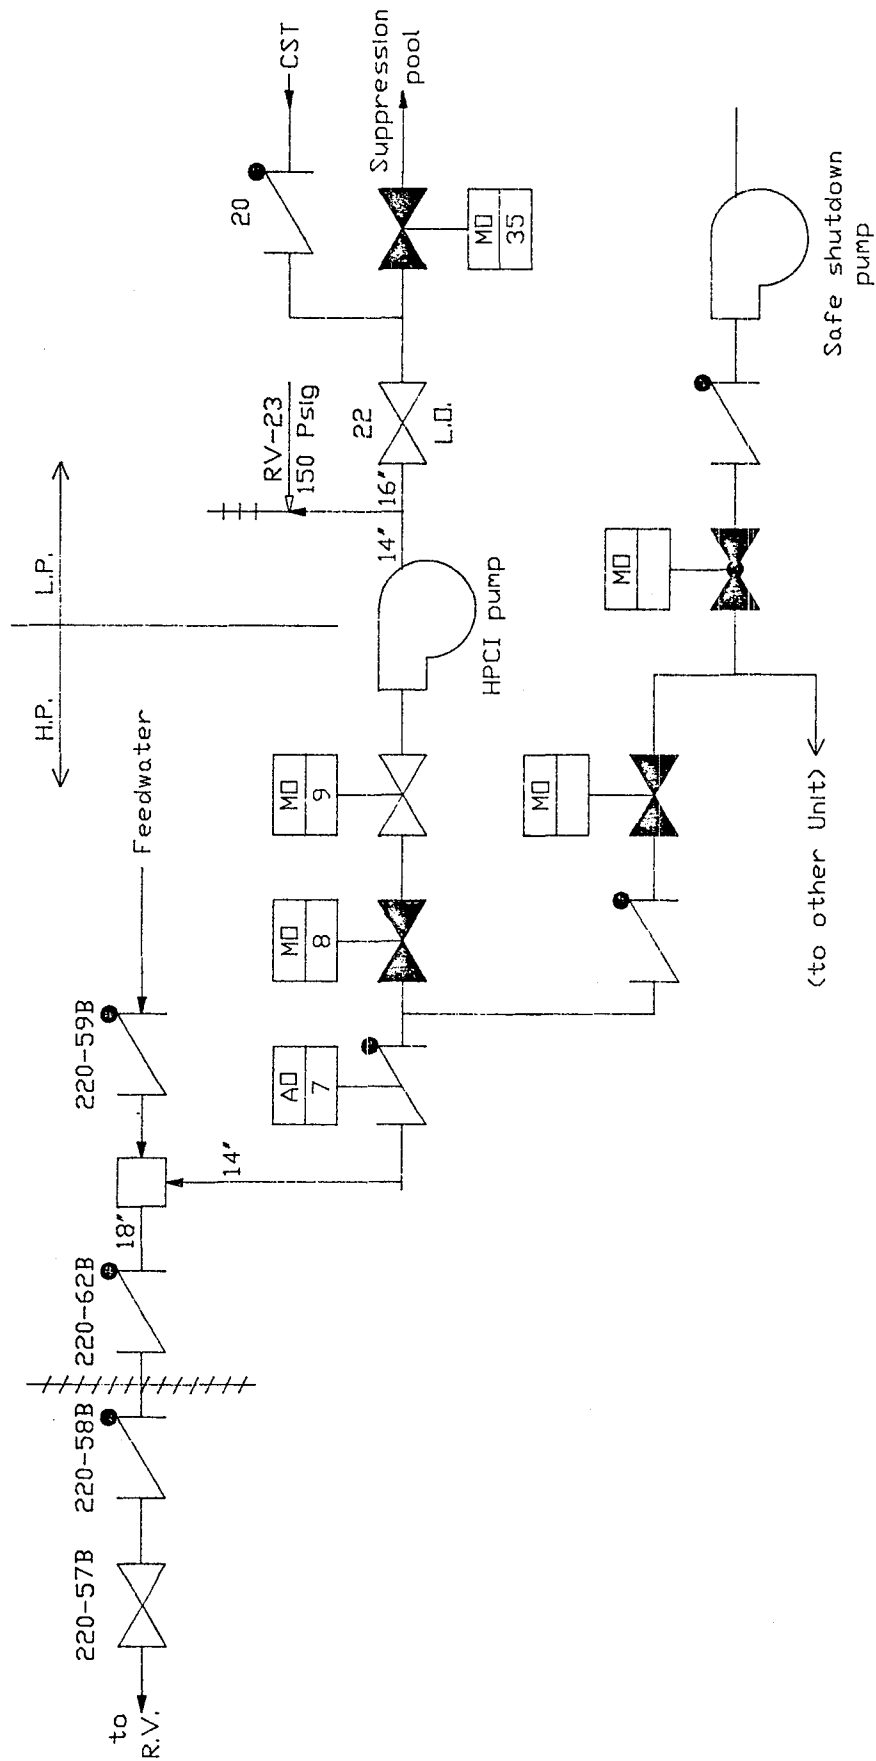 H.P.
L.P.
to
R.V.
220-57B
220-58B
220-62B
18"
220-59B
Feedwater
14"
AO
7
MO
8
MO
9
HPCI pump
14"
16"
RV-23
150 Psig
22
L.O.
20
CST
MO
35
Suppression
pool
MO
MO
(to other Unit)
Safe shutdown
pump